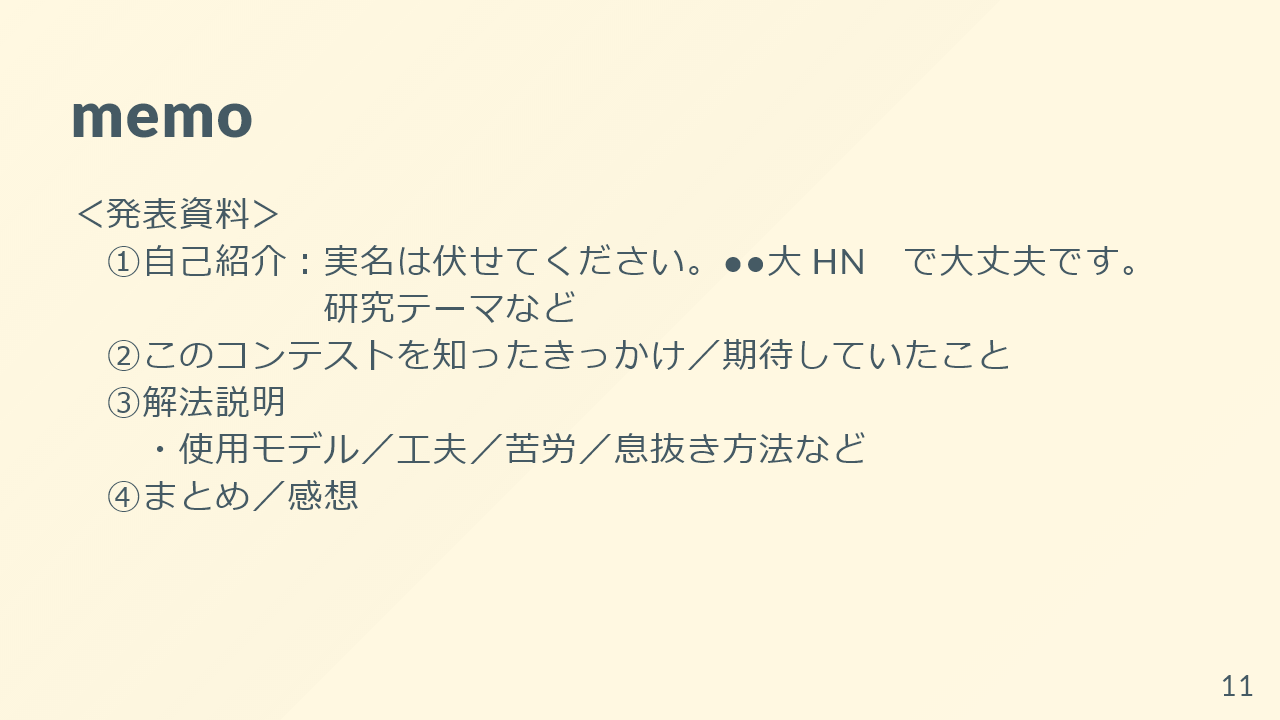 memo
＜発表資料＞
①自己紹介：実名は伏せてください。●●大 HN　で大丈夫です。
研究テーマなど
②このコンテストを知ったきっかけ／期待していたこと
③解法説明
・使用モデル／工夫／苦労／息抜き方法など
④まとめ／感想
11